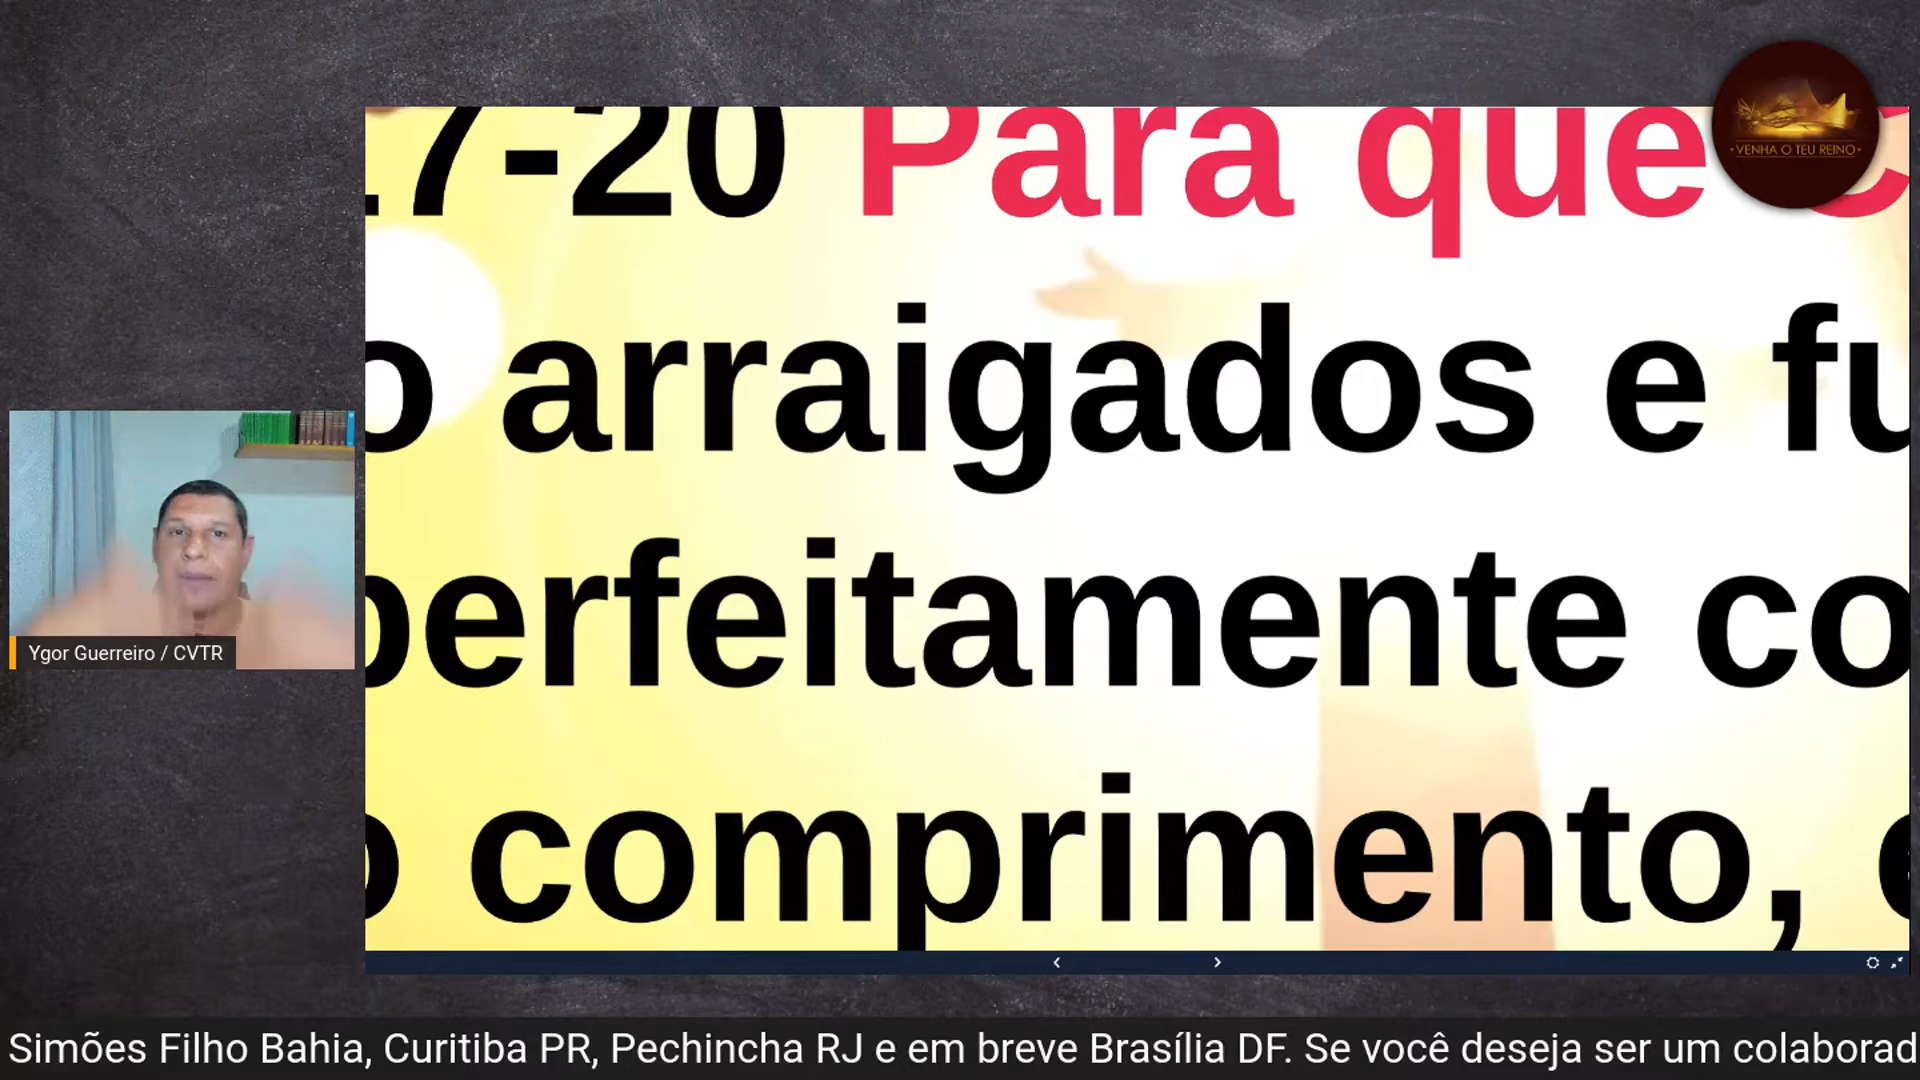 17-20 Para que
arraigados e fu
perfeitamente co
comprimento, e
• VENHA O TEU REINO •
Ygor Guerreiro / CVTR
Simões Filho Bahia, Curitiba PR, Pechincha RJ e em breve Brasília DF. Se você deseja ser um colaborad